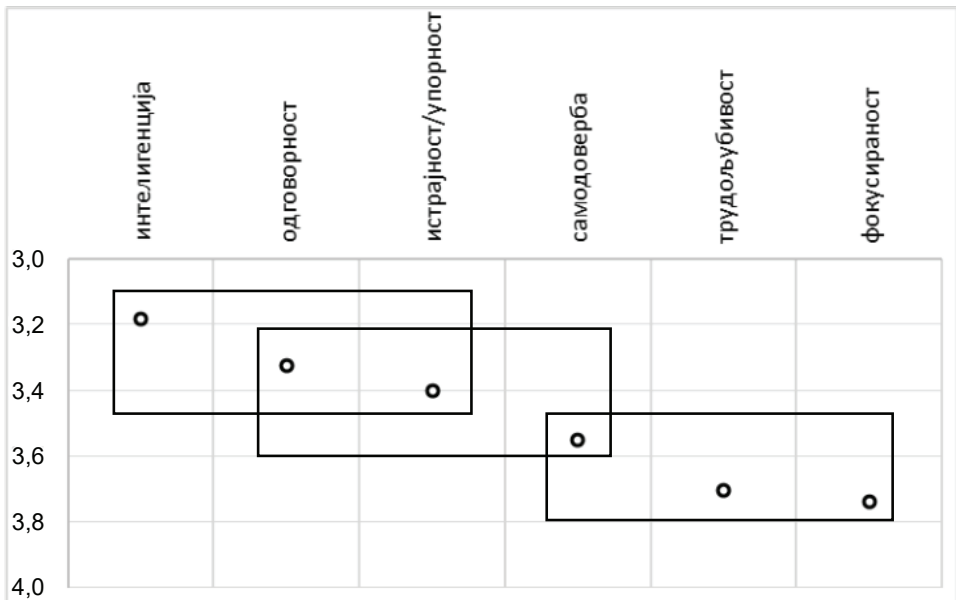 интелигенција
одговорност
истрајност/упорност
самодоверба
трудољубивост
фокусираност
3,0
3,2
3,4
3,6
3,8
4,0